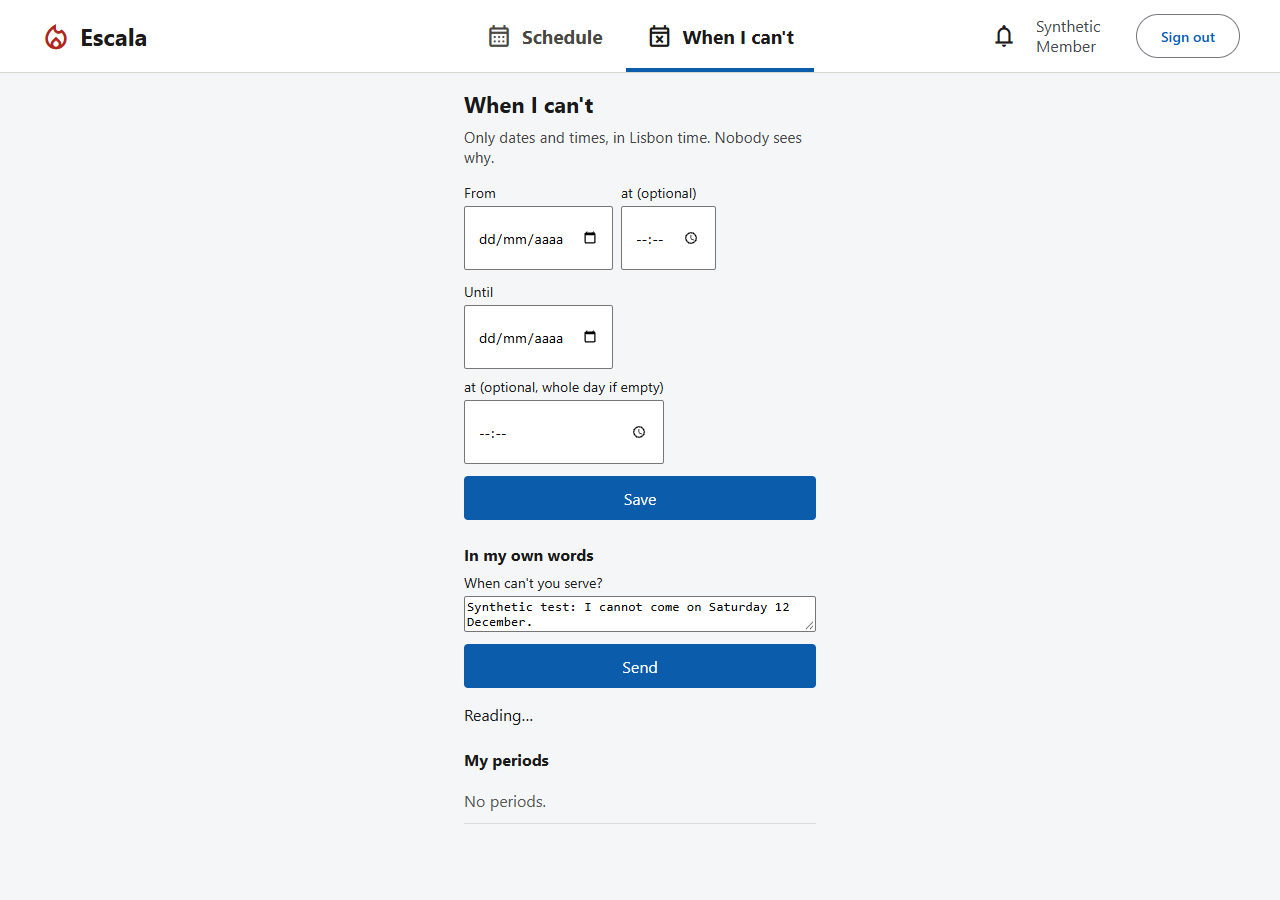 Escala
Schedule
When I can't
Synthetic
Member
Sign out
When I can't
Only dates and times, in Lisbon time. Nobody sees
why.
From
at (optional)
dd/mm/aaaa
--:--
Until
dd/mm/aaaa
at (optional, whole day if empty)
--:--
Save
In my own words
When can't you serve?
Synthetic test: I cannot come on Saturday 12
December.
Send
Reading...
My periods
No periods.